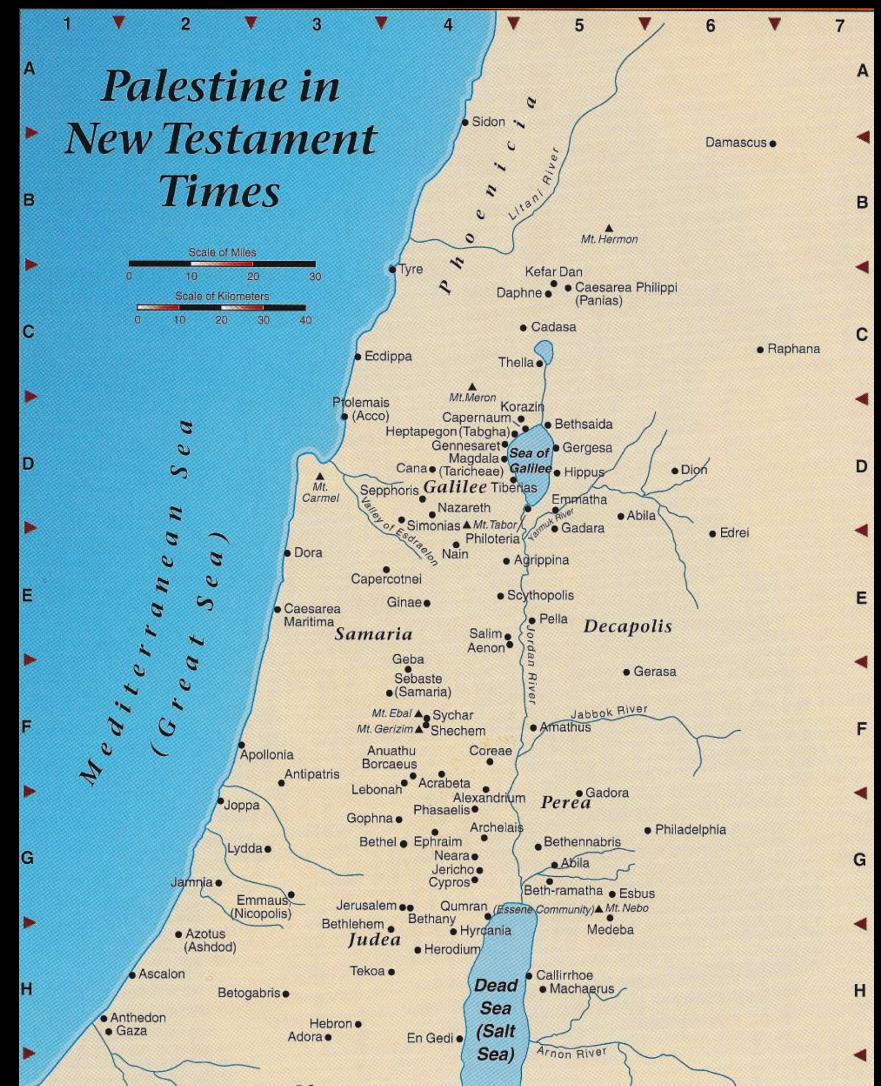 1 2 3 4 5 6 7
A A
Palestine in
New Testament
Times
Sidon
Phoenicia
Damascus
Litani River
B B
Mt. Hermon
Scale of Miles
0 10 20 30
Tyre
Kefar Dan
Daphne
Caesarea Philippi
(Panias)
Scale of Kilometers
0 10 20 30 40
Cadasa
C C
Raphana
Ecdippa
Thella
Mt. Meron
Ptolemais
(Acco)
Korazin
Capernaum
Bethsaida
Heptapegon (Tabgha)
Gennesaret
Gergesa
Magdala
(Taricheae)
Sea of
Galilee
D D
Cana
Hippus
Dion
Mt.
Carmel
Galilee
Tiberias
Sepphoris
Emmatha
Nazareth
Yarmuk River
Abila
Simonias
Mt. Tabor
Gadara
Valley of Esdraelon
Philoteria
Edrei
Nain
Dora
Agrippina
Capercotnei
Mediterranean Sea
(Great Sea)
E E
Scythopolis
Ginae
Caesarea
Maritima
Pella
Samaria
Decapolis
Salim
Aenon
Jordan River
Geba
Gerasa
Sebaste
(Samaria)
Mt. Ebal
Sychar
Jabbok River
F F
Mt. Gerizim
Shechem
Amathus
Apollonia
Anuathu
Borcaeus
Coreae
Antipatris
Lebonah
Acrabeta
Alexandrium
Gadora
Joppa
Perea
Phasaelis
Gophna
Archelais
Philadelphia
Bethel
Ephraim
Bethennabris
Lydda
G G
Neara
Abila
Jericho
Jamnia
Cypros
Beth-ramatha
Esbus
Emmaus
(Nicopolis)
Jerusalem
Qumran
(Essene Community)
Mt. Nebo
Bethany
Bethlehem
Hyrcania
Medeba
Azotus
(Ashdod)
Judea
Herodium
Tekoa
Ascalon
Callirrhoe
H H
Betogabris
Dead
Sea
(Salt
Sea)
Machaerus
Anthedon
Gaza
Hebron
Adora
En Gedi
Arnon River